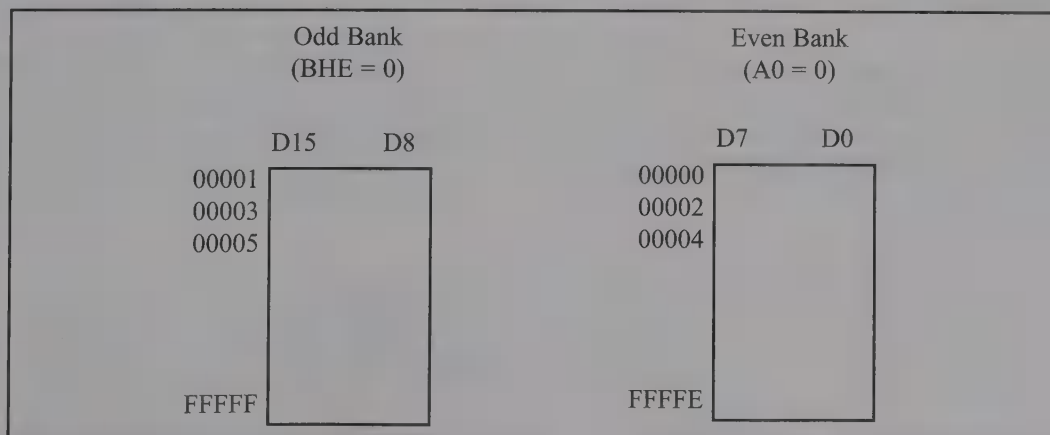 Odd Bank
(BHE = 0)
D15 D8
00001
00003
00005
FFFFF
Even Bank
(A0 = 0)
D7 D0
00000
00002
00004
FFFFE